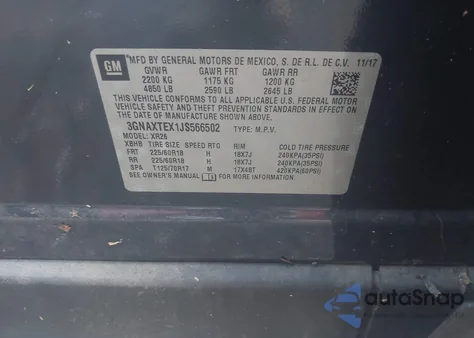 GM
MFD BY GENERAL MOTORS DE MEXICO, S. DE R.L. DE C.V. 11/17
GVWR GAWR FRT GAWR RR
2200 KG 1175 KG 1200 KG
4850 LB 2590 LB 2645 LB
THIS VEHICLE CONFORMS TO ALL APPLICABLE U.S. FEDERAL MOTOR
VEHICLE SAFETY AND THEFT PREVENTION STANDARDS IN EFFECT
ON THE DATE OF MANUFACTURE SHOWN ABOVE.
3GNAXTEX1JS566502 TYPE: M.P.V.
MODEL: XR26
XBHB TIRE SIZE SPEED RTG RIM COLD TIRE PRESSURE
FRT 225/60R18 H 18X7J 240KPA(35PSI)
RR 225/60R18 H 18X7J 240KPA(35PSI)
SPA T125/70R17 M 17X4BT 420KPA(60PSI)
SEE OWNER'S MANUAL FOR MORE INFORMATION.
autoSnap